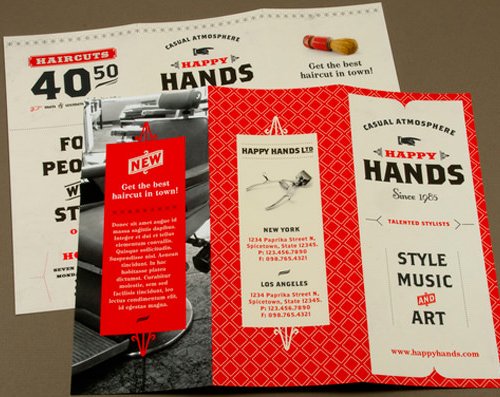 HAIRCUTS
40 50
CASUAL ATMOSPHERE
HAPPY
HANDS
Get the best
haircut in town!
FO
PEO
W
ST
O
H
SEVEN
MOND
NEW
Get the best
haircut in town!
Donec sit amet augue id
massa sagittis dapibus.
Integer et dui et tellus
elementum convallis.
Quisque sollicitudin.
Suspendisse nisi. Aenean
tincidunt. In hac
habitasse platea
dictumst. Curabitur
molestie, sem sed
facilisis tincidunt, leo
lectus condimentum elit,
id egestas magna.
HAPPY HANDS LTD
NEW YORK
1234 Paprika Street N,
Spicetown, State 12345.
P: 123.456.7890
F: 098.765.4321
LOS ANGELES
1234 Paprika Street N,
Spicetown, State 12345.
P: 123.456.7890
F: 098.765.4321
CASUAL ATMOSPHERE
HAPPY
HANDS
Since 1985
TALENTED STYLISTS
STYLE
MUSIC
AND
ART
www.happyhands.com